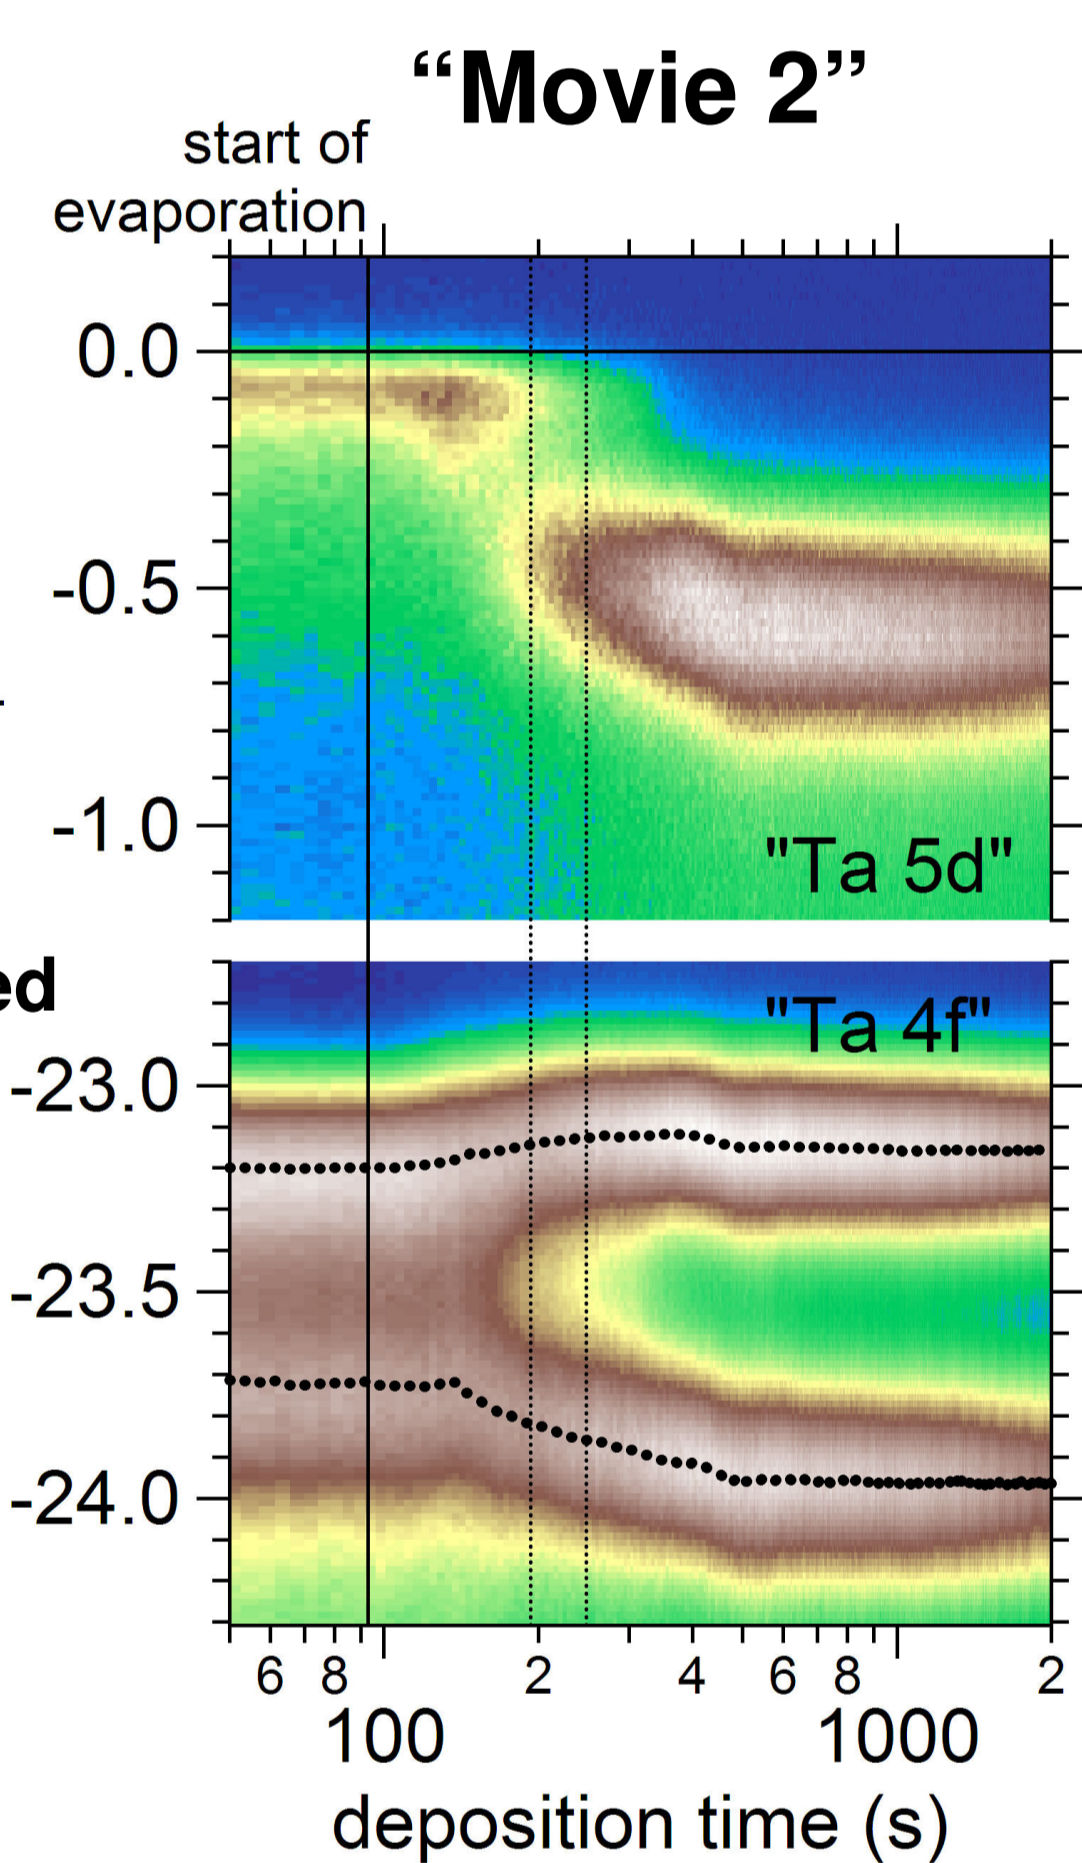 “Movie 2”
start of
evaporation
0.0
-0.5
-1.0
"Ta 5d"
ed
"Ta 4f"
-23.0
-23.5
-24.0
6 8 2 4 6 8 2
100 1000
deposition time (s)